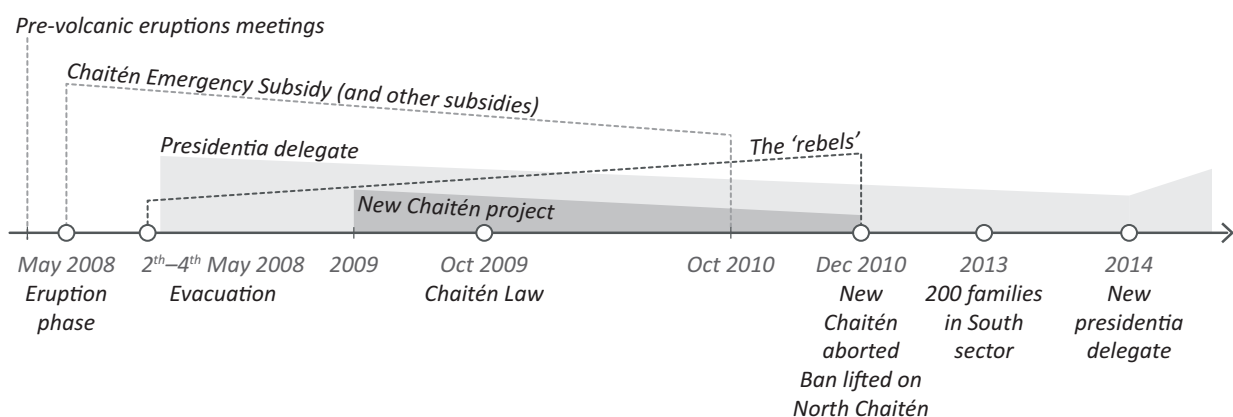 Pre-volcanic eruptions meetings
Chaitén Emergency Subsidy (and other subsidies)
Presidentia delegate
The ‘rebels’
New Chaitén project
May 2008
Eruption
phase
2th–4th May 2008
Evacuation
2009
Oct 2009
Chaitén Law
Oct 2010
Dec 2010
New
Chaitén
aborted
Ban lifted on
North Chaitén
2013
200 families
in South
sector
2014
New
presidentia
delegate